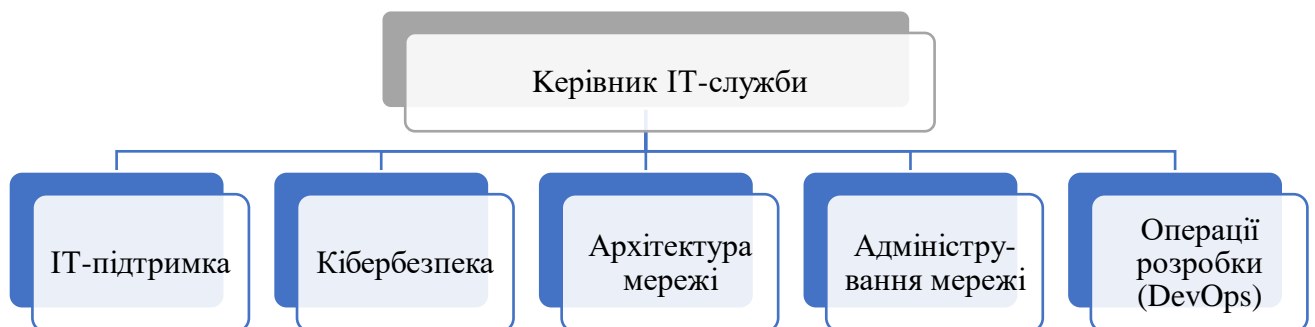 Керівник ІТ-служби
ІТ-підтримка
Кібербезпека
Архітектура
мережі
Адміністру-
вання мережі
Операції
розробки
(DevOps)